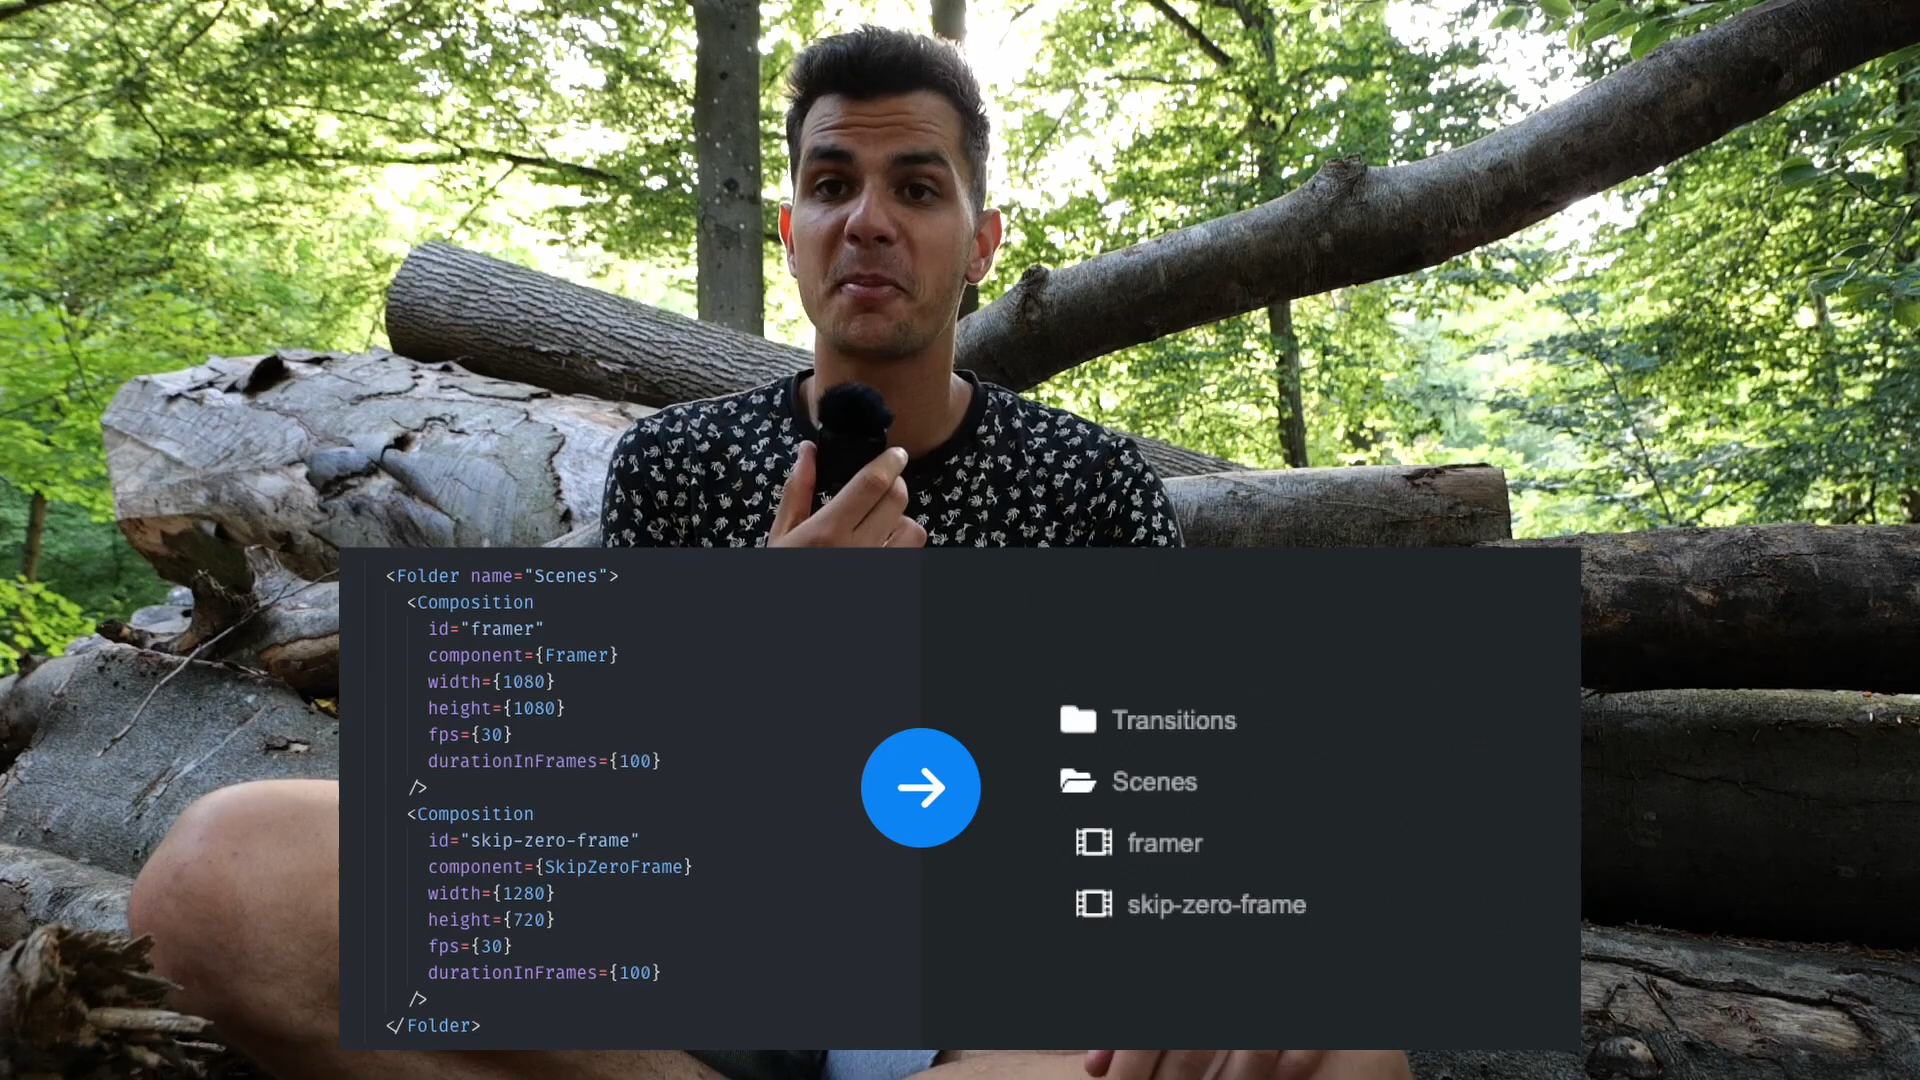 <Folder name="Scenes">
<Composition
id="framer"
component={Framer}
width={1080}
height={1080}
fps={30}
durationInFrames={100}
/>
<Composition
id="skip-zero-frame"
component={SkipZeroFrame}
width={1280}
height={720}
fps={30}
durationInFrames={100}
/>
</Folder>
Transitions
Scenes
framer
skip-zero-frame